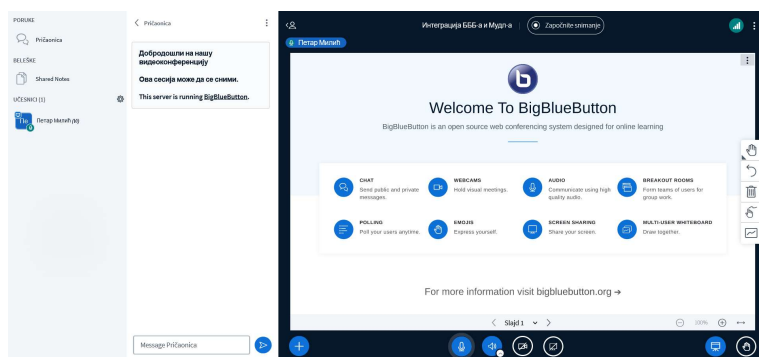 PORUKE
Pričaonica
BELEŠKE
Shared Notes
UČESNICI (1)
Пе
Петар Милић (Ја)
Pričaonica
Добродошли на нашу
видеоконференцију
Ова сесија може да се сними.
This server is running BigBlueButton.
Message Pričaonica
Интеграција БББ-а и Мудл-а
Započnite snimanje
Петар Милић
Welcome To BigBlueButton
BigBlueButton is an open source web conferencing system designed for online learning
CHAT
Send public and private
messages.
WEBCAMS
Hold visual meetings.
AUDIO
Communicate using high
quality audio.
BREAKOUT ROOMS
Form teams of users for
group work.
POLLING
Poll your users anytime.
EMOJIS
Express yourself.
SCREEN SHARING
Share your screen.
MULTI-USER WHITEBOARD
Draw together.
For more information visit bigbluebutton.org →
Slajd 1
100%